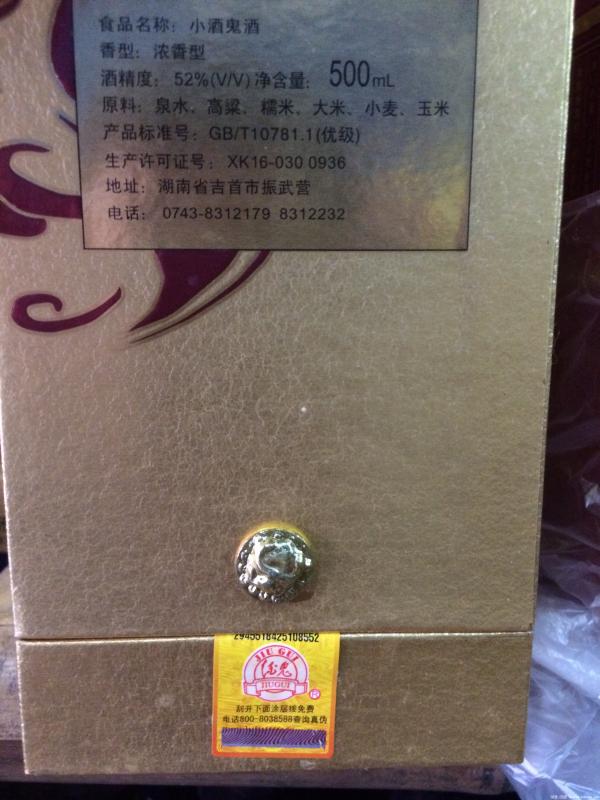 食品名称: 小酒鬼酒
香型: 浓香型
酒精度: 52%(V/V) 净含量: 500mL
原料: 泉水、高粱、糯米、大米、小麦、玉米
产品标准号: GB/T10781.1(优级)
生产许可证号: XK16-030 0936
地址: 湖南省吉首市振武营
电话: 0743-8312179 8312232
2945518425108552
JIU GUI
酒鬼
JIUGUI
®
刮开下面涂层拨免费
电话800-8038588查询真伪